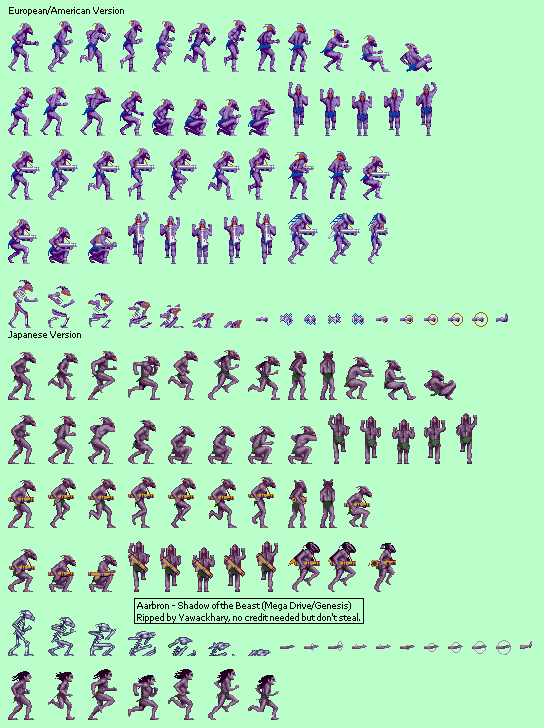 European/American Version
Japanese Version
Aarbron - Shadow of the Beast (Mega Drive/Genesis)
Ripped by Yawackhary, no credit needed but don't steal.